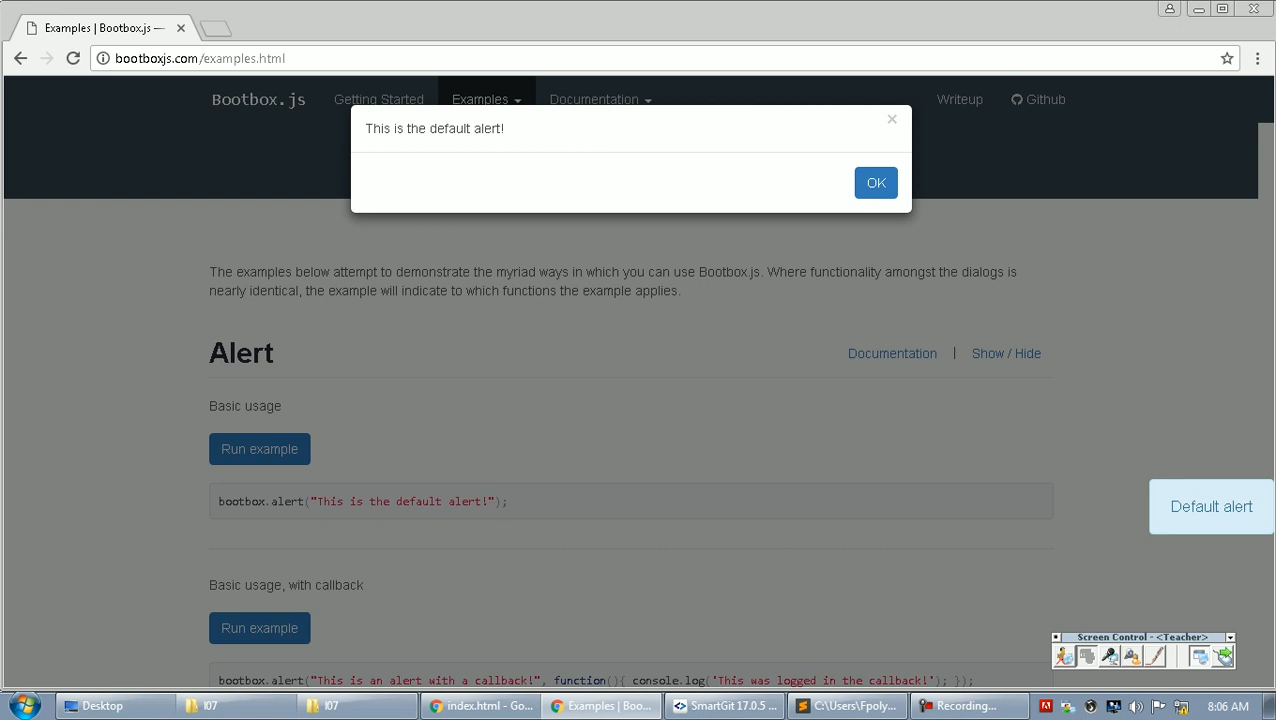 Examples | Bootbox.js —
bootboxjs.com/examples.html
Bootbox.js Getting Started Examples Documentation Writeup Github
This is the default alert!
×
OK
The examples below attempt to demonstrate the myriad ways in which you can use Bootbox.js. Where functionality amongst the dialogs is
nearly identical, the example will indicate to which functions the example applies.
Alert
Documentation | Show / Hide
Basic usage
Run example
bootbox.alert("This is the default alert!");
Default alert
Basic usage, with callback
Run example
Screen Control - <Teacher>
bootbox.alert("This is an alert with a callback!", function(){ console.log('This was logged in the callback!'); });
Desktop I07 I07 index.html - Go... Examples | Boo... SmartGit 17.0.5 ... C:\Users\Fpoly... Recording... 8:06 AM